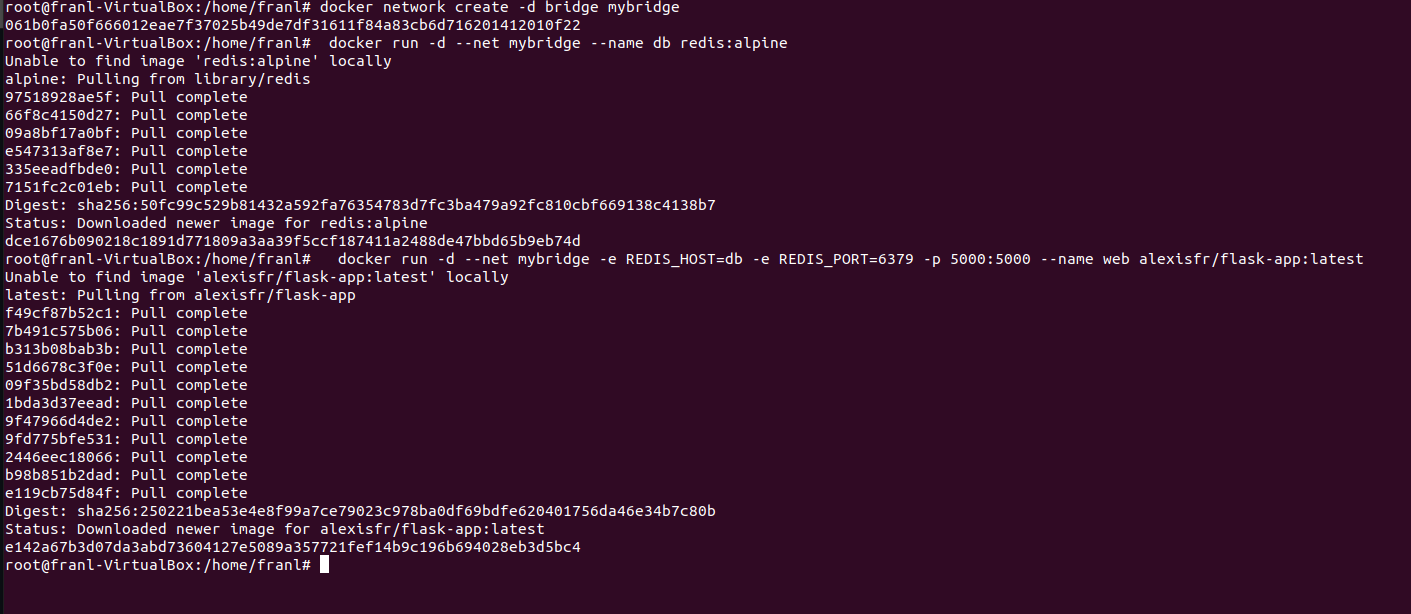 root@franl-VirtualBox:/home/franl# docker network create -d bridge mybridge
061b0fa50f666012eae7f37025b49de7df31611f84a83cb6d716201412010f22
root@franl-VirtualBox:/home/franl#  docker run -d --net mybridge --name db redis:alpine
Unable to find image 'redis:alpine' locally
alpine: Pulling from library/redis
97518928ae5f: Pull complete
66f8c4150d27: Pull complete
09a8bf17a0bf: Pull complete
e547313af8e7: Pull complete
335eeadfbde0: Pull complete
7151fc2c01eb: Pull complete
Digest: sha256:50fc99c529b81432a592fa76354783d7fc3ba479a92fc810cbf669138c4138b7
Status: Downloaded newer image for redis:alpine
dce1676b090218c1891d771809a3aa39f5ccf187411a2488de47bbd65b9eb74d
root@franl-VirtualBox:/home/franl#   docker run -d --net mybridge -e REDIS_HOST=db -e REDIS_PORT=6379 -p 5000:5000 --name web alexisfr/flask-app:latest
Unable to find image 'alexisfr/flask-app:latest' locally
latest: Pulling from alexisfr/flask-app
f49cf87b52c1: Pull complete
7b491c575b06: Pull complete
b313b08bab3b: Pull complete
51d6678c3f0e: Pull complete
09f35bd58db2: Pull complete
1bda3d37eead: Pull complete
9f47966d4de2: Pull complete
9fd775bfe531: Pull complete
2446eec18066: Pull complete
b98b851b2dad: Pull complete
e119cb75d84f: Pull complete
Digest: sha256:250221bea53e4e8f99a7ce79023c978ba0df69bdfe620401756da46e34b7c80b
Status: Downloaded newer image for alexisfr/flask-app:latest
e142a67b3d07da3abd73604127e5089a357721fef14b9c196b694028eb3d5bc4
root@franl-VirtualBox:/home/franl#